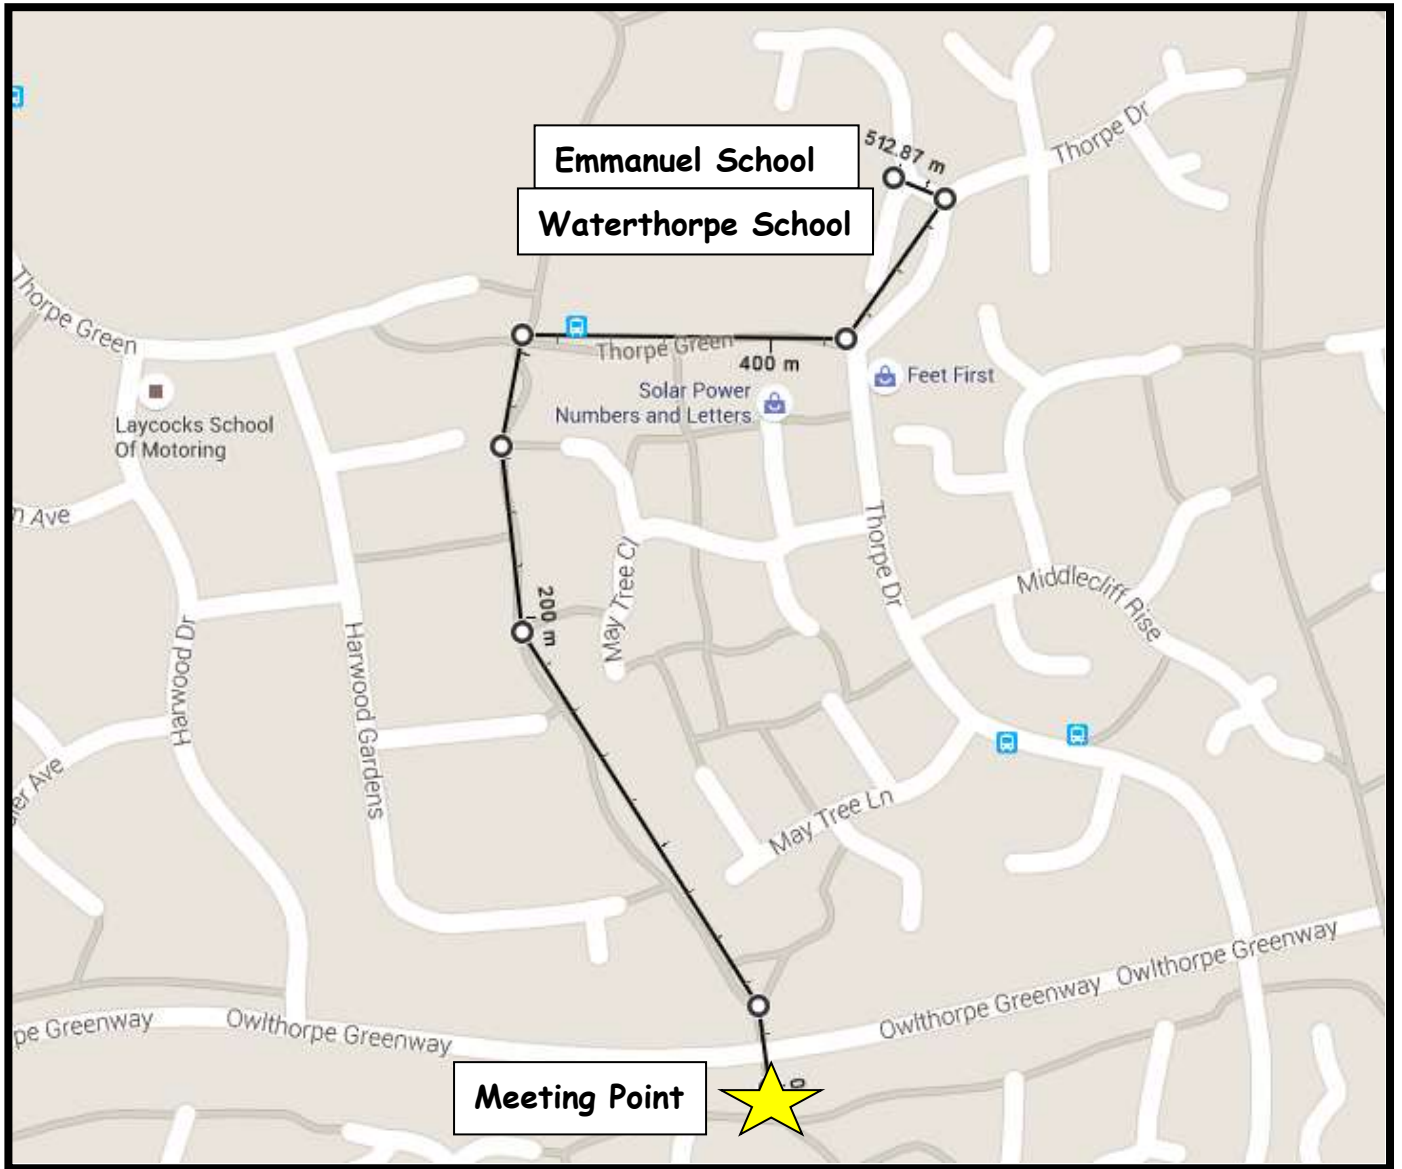 512.87 m
Emmanuel School
Waterthorpe School
Thorpe Dr
Thorpe Green
Thorpe Green
400 m
Feet First
Solar Power
Numbers and Letters
Laycocks School
Of Motoring
n Ave
Thorpe Dr
May Tree Cl
200 m
Middlecliff Rise
Harwood Dr
Harwood Gardens
er Ave
May Tree Ln
Owlthorpe Greenway
Owlthorpe Greenway
pe Greenway
Owlthorpe Greenway
Meeting Point
0